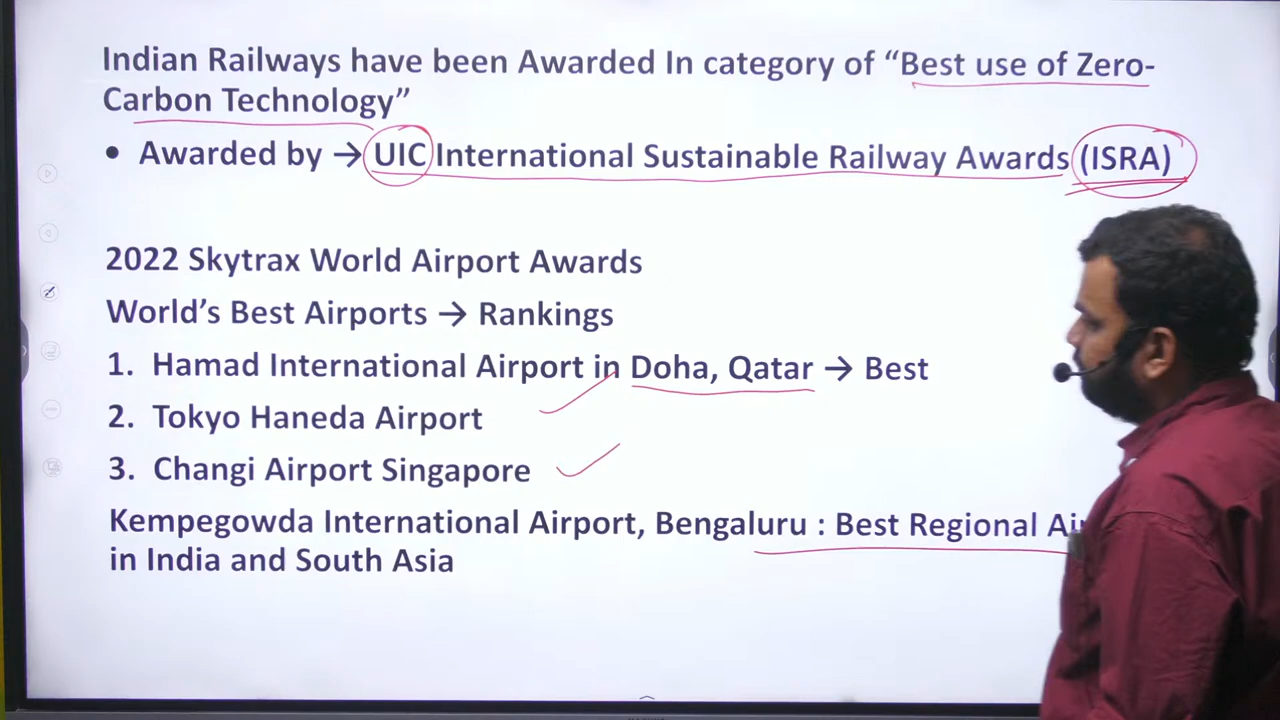 Indian Railways have been Awarded In category of “Best use of Zero-
Carbon Technology”
• Awarded by → UIC International Sustainable Railway Awards (ISRA)
2022 Skytrax World Airport Awards
World’s Best Airports → Rankings
1. Hamad International Airport in Doha, Qatar → Best
2. Tokyo Haneda Airport
3. Changi Airport Singapore
Kempegowda International Airport, Bengaluru : Best Regional
in India and South Asia